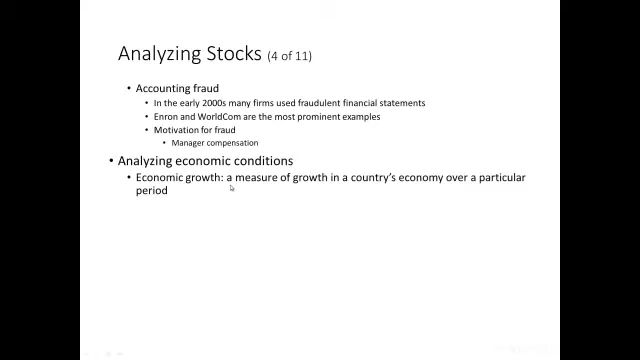 Analyzing Stocks (4 of 11)
• Accounting fraud
• In the early 2000s many firms used fraudulent financial statements
• Enron and WorldCom are the most prominent examples
• Motivation for fraud
• Manager compensation
• Analyzing economic conditions
• Economic growth: a measure of growth in a country's economy over a particular
period